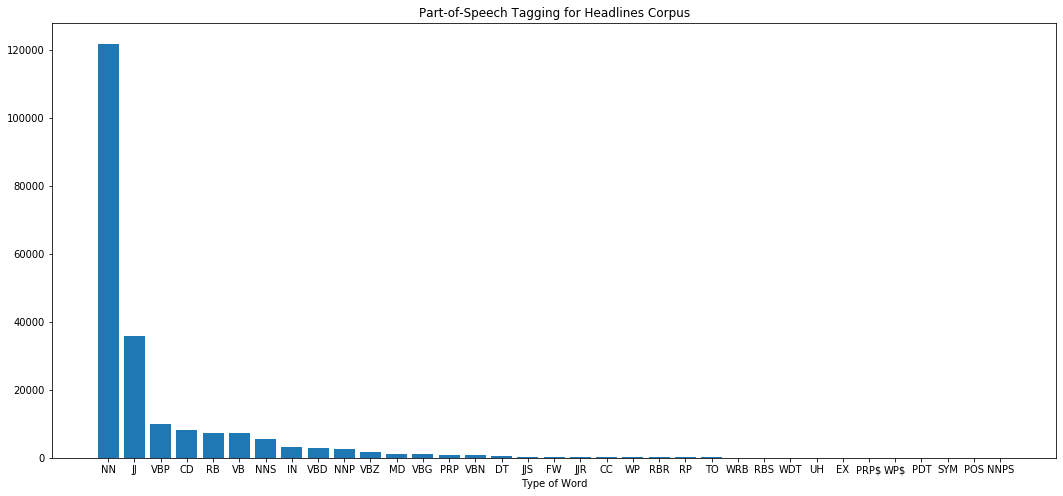 Part-of-Speech Tagging for Headlines Corpus
120000
100000
80000
60000
40000
20000
0
NN JJ VBP CD RB VB NNS IN VBD NNP VBZ MD VBG PRP VBN DT JJS FW JJR CC WP RBR RP TO WRB RBS WDT UH EX PRP$ WP$ PDT SYM POS NNPS
Type of Word